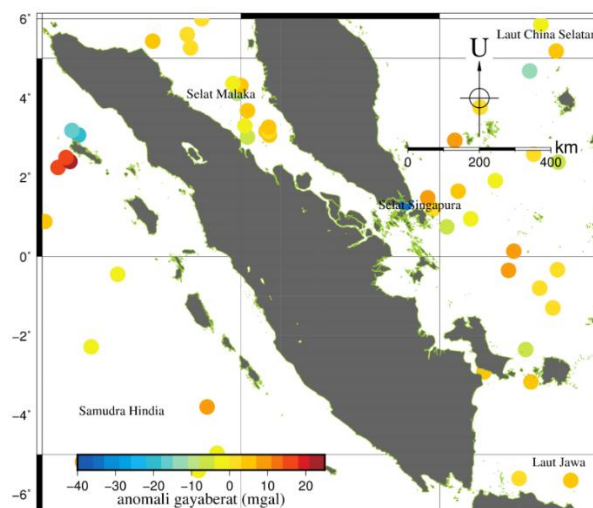 6°
Laut China Selatan
U
4°
Selat Malaka
km
0
200
400
2°
Selat Singapura
0°
−2°
−4°
Samudra Hindia
Laut Jawa
−40 −30 −20 −10 0 10 20
anomali gayaberat (mgal)
−6°